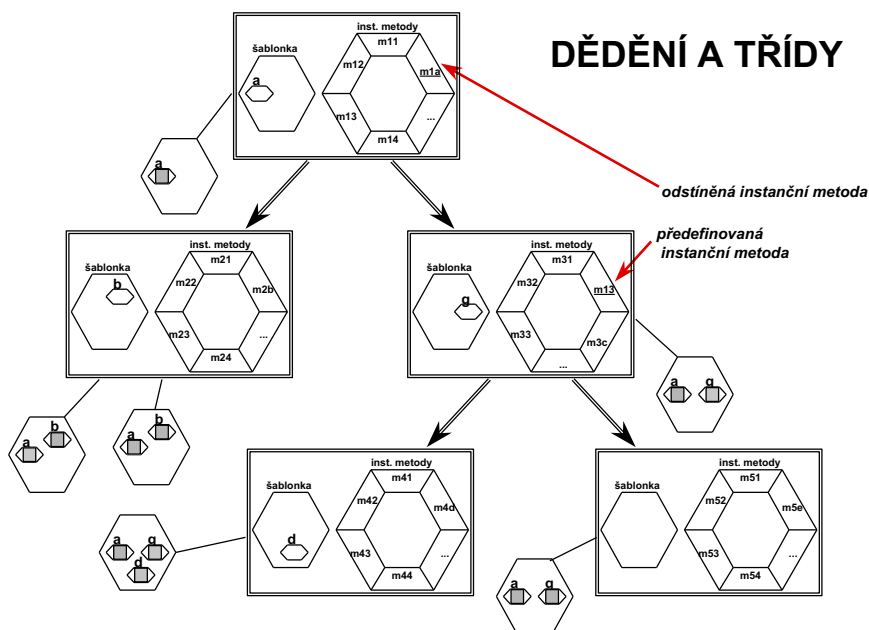 DĚDĚNÍ A TŘÍDY
inst. metody
m11
šablonka
m12
m1a
a
m13
...
m14
a
odstíněná instanční metoda
předefinovaná
instanční metoda
inst. metody
m21
šablonka
m22
m2b
b
m23
...
m24
inst. metody
m31
šablonka
m32
m13
g
m33
m3c
...
a g
a b
a b
inst. metody
m41
šablonka
m42
m4d
d
m43
...
m44
a g
d
inst. metody
m51
šablonka
m52
m5e
m53
...
m54
a g